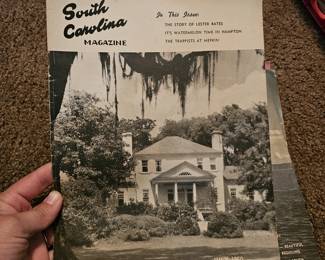 South
Carolina
MAGAZINE
In This Issue:
THE STORY OF LESTER BATES
IT'S WATERMELON TIME IN HAMPTON
THE TRAPPISTS AT MEPKIN
BEAUTIFUL